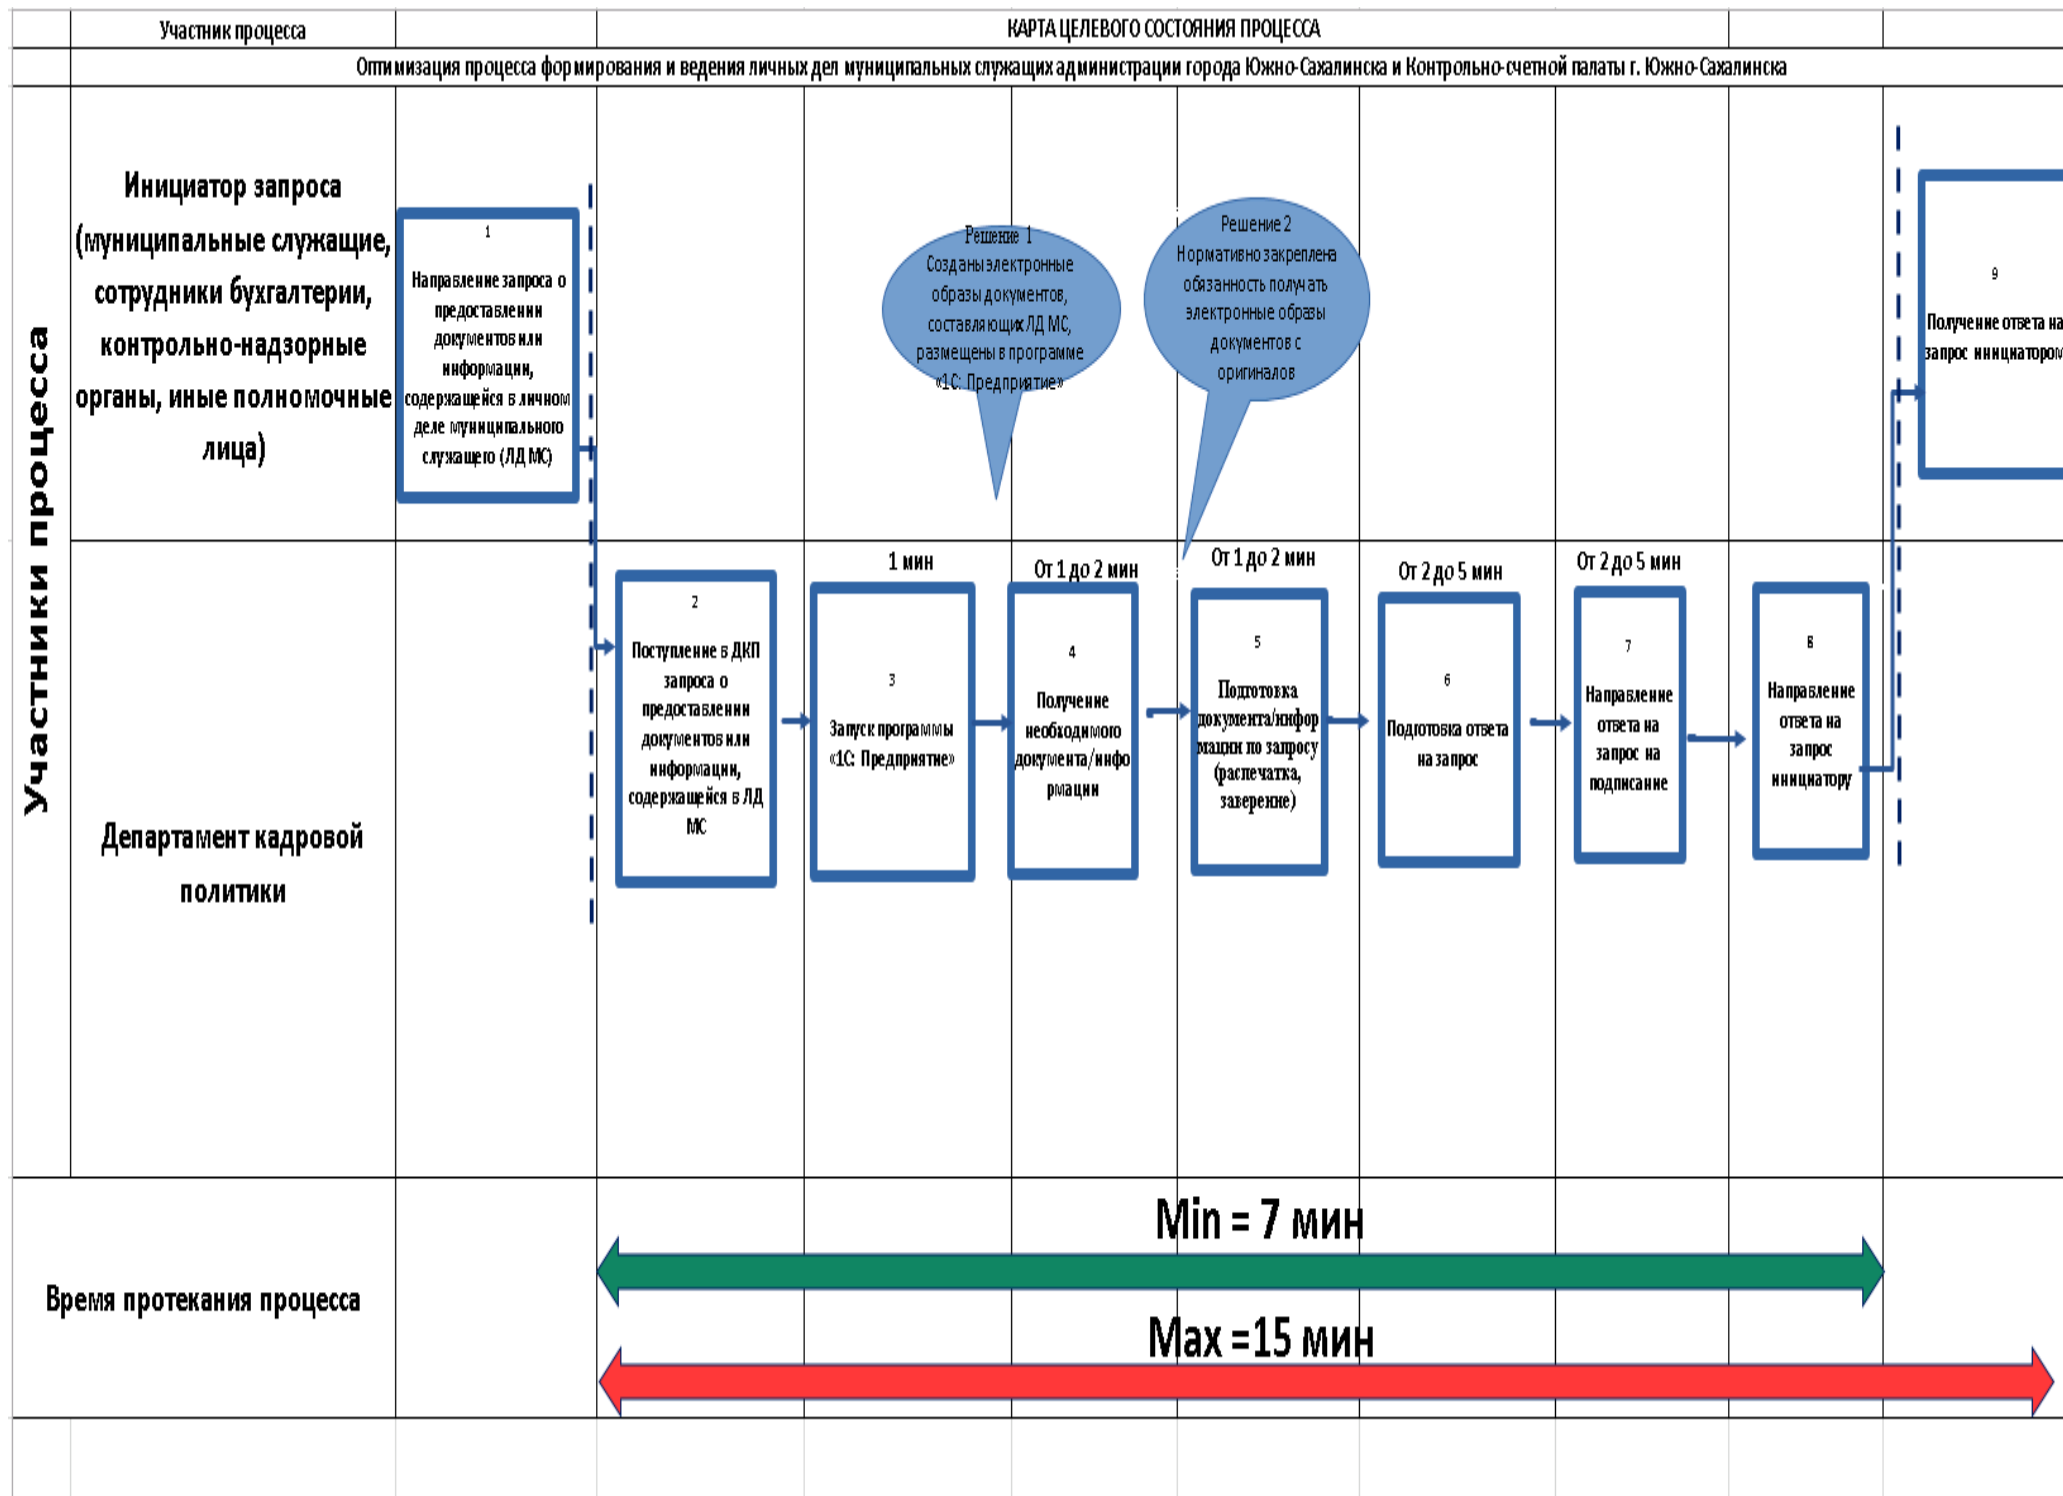 Участник процесса
КАРТА ЦЕЛЕВОГО СОСТОЯНИЯ ПРОЦЕССА
Оптимизация процесса формирования и ведения личных дел муниципальных служащих администрации города Южно-Сахалинска и Контрольно-счетной палаты г. Южно-Сахалинска
Участники процесса
Инициатор запроса
(муниципальные служащие,
сотрудники бухгалтерии,
контрольно-надзорные
органы, иные полномочные
лица)
1
Направление запроса о
предоставлении
документов или
информации,
содержащейся в личном
деле муниципального
служащего (ЛД МС)
Решение 1
Созданы электронные
образы документов,
составляющих ЛД МС,
размещены в программе
«1С: Предприятие»
Решение 2
Нормативно закреплена
обязанность получать
электронные образы
документов с
оригиналов
9
Получение ответа на
запрос инициатором
Департамент кадровой
политики
2
Поступление в ДКП
запроса о
предоставлении
документов или
информации,
содержащейся в ЛД
МС
1 мин
3
Запуск программы
«1С: Предприятие»
От 1 до 2 мин
4
Получение
необходимого
документа/инфо
рмации
От 1 до 2 мин
5
Подготовка
документа/инфор
мации по запросу
(распечатка,
заверение)
От 2 до 5 мин
6
Подготовка ответа
на запрос
От 2 до 5 мин
7
Направление
ответа на
запрос на
подписание
8
Направление
ответа на
запрос
инициатору
Время протекания процесса
Min = 7 мин
Max =15 мин